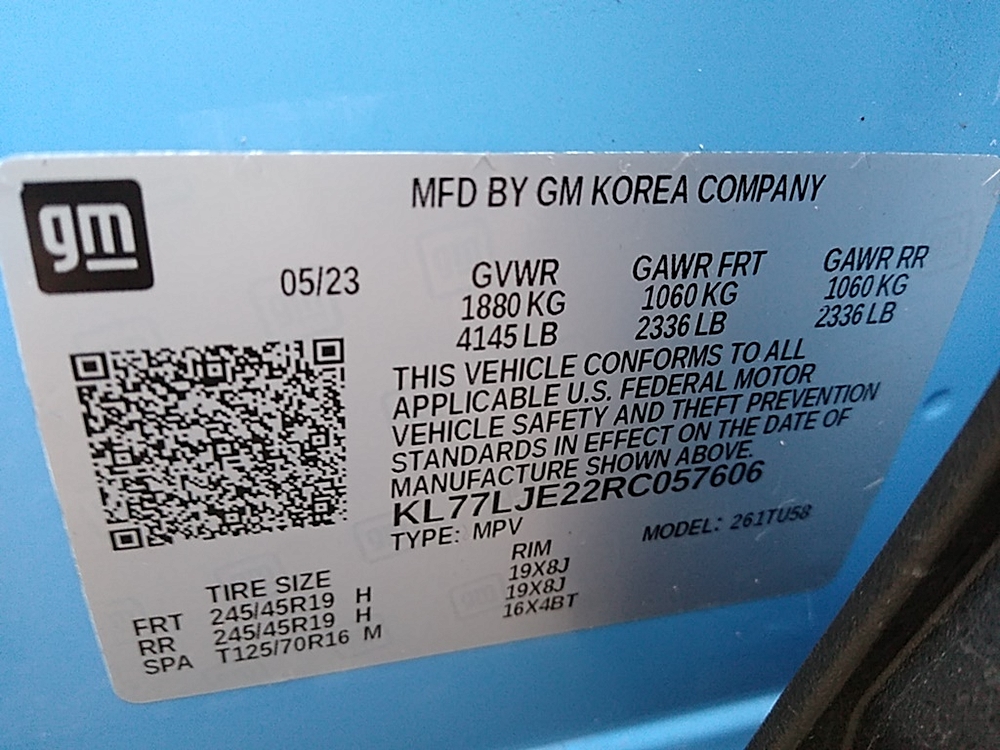 gm
MFD BY GM KOREA COMPANY
05/23
GVWR GAWR FRT GAWR RR
1880 KG 1060 KG 1060 KG
4145 LB 2336 LB 2336 LB
THIS VEHICLE CONFORMS TO ALL
APPLICABLE U.S. FEDERAL MOTOR
VEHICLE SAFETY AND THEFT PREVENTION
STANDARDS IN EFFECT ON THE DATE OF
MANUFACTURE SHOWN ABOVE.
KL77LJE22RC057606
TYPE: MPV MODEL: 261TU58
TIRE SIZE RIM
FRT 245/45R19 H 19X8J
RR 245/45R19 H 19X8J
SPA T125/70R16 M 16X4BT